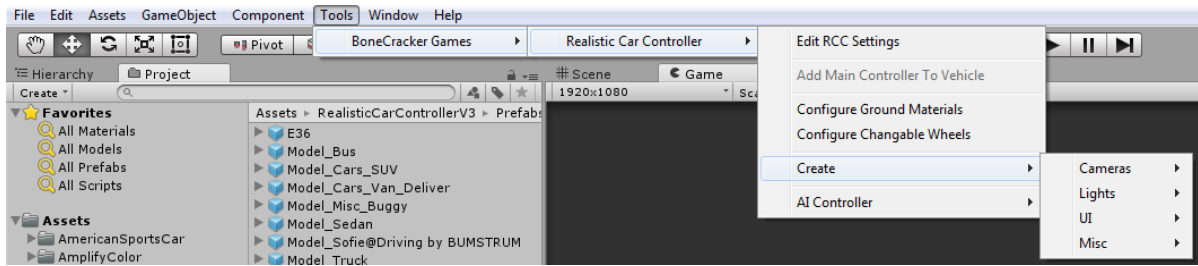 File Edit Assets GameObject Component Tools Window Help
Pivot
BoneCracker Games
Realistic Car Controller
Edit RCC Settings
Add Main Controller To Vehicle
Configure Ground Materials
Configure Changable Wheels
Create
AI Controller
Cameras
Lights
UI
Misc
Hierarchy Project
Create
Favorites
All Materials
All Models
All Prefabs
All Scripts
Assets
AmericanSportsCar
AmplifyColor
Assets RealisticCarControllerV3 Prefabs
E36
Model_Bus
Model_Cars_SUV
Model_Cars_Van_Deliver
Model_Misc_Buggy
Model_Sedan
Model_Sofie@Driving by BUMSTRUM
Model_Truck
# Scene Game
1920x1080 Sca